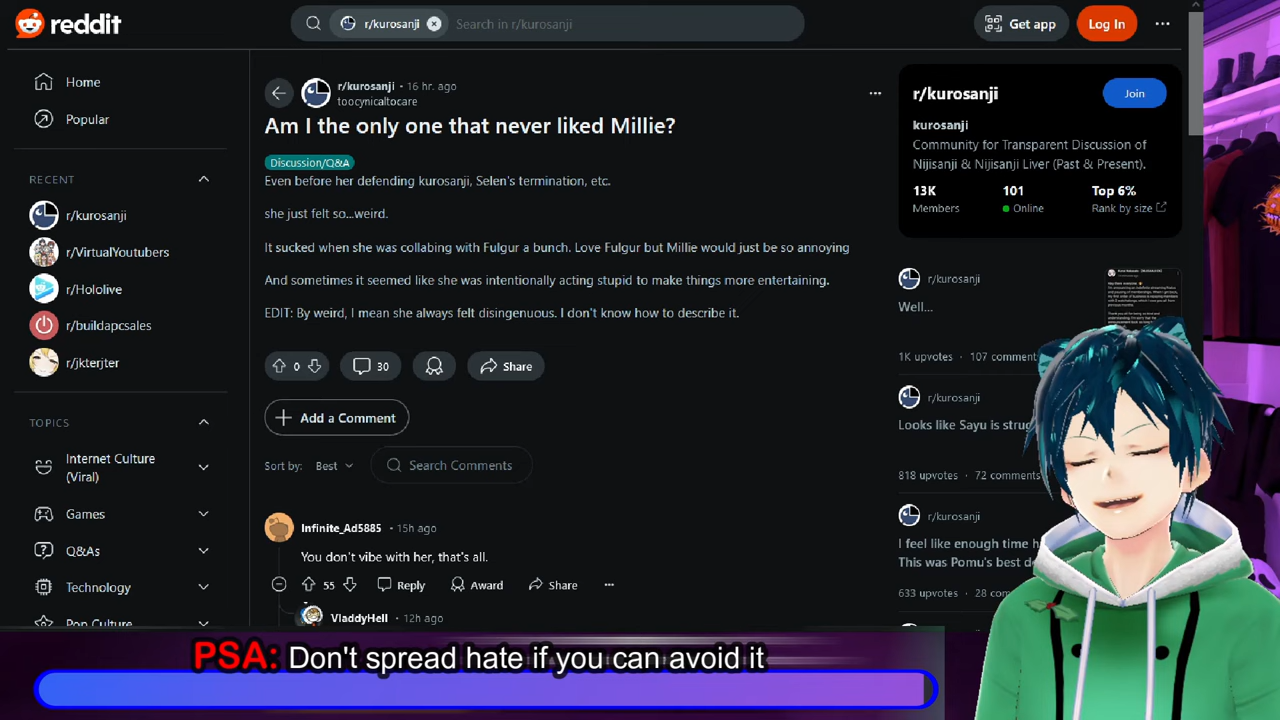 reddit
r/kurosanji
Search in r/kurosanji
Get app
Log In
Home
Popular
RECENT
r/kurosanji
r/VirtualYoutubers
r/Hololive
r/buildapcsales
r/jkterjter
TOPICS
Internet Culture
(Viral)
Games
Q&As
Technology
Pop Culture
r/kurosanji • 16 hr. ago
toocynicaltocare
Am I the only one that never liked Millie?
Discussion/Q&A
Even before her defending kurosanji, Selen's termination, etc.
she just felt so...weird.
It sucked when she was collabing with Fulgur a bunch. Love Fulgur but Millie would just be so annoying
And sometimes it seemed like she was intentionally acting stupid to make things more entertaining.
EDIT: By weird, I mean she always felt disingenuous. I don't know how to describe it.
0
30
Share
Add a Comment
Sort by: Best
Search Comments
Infinite_Ad5885 • 15h ago
You don't vibe with her, that's all.
55
Reply
Award
Share
VladdyHell • 12h ago
r/kurosanji
Join
kurosanji
Community for Transparent Discussion of
Nijisanji & Nijisanji Liver (Past & Present).
13K
101
Top 6%
Members
Online
Rank by size
r/kurosanji
Well...
1K upvotes • 107 comment
r/kurosanji
Looks like Sayu is strug
818 upvotes • 72 comments
r/kurosanji
I feel like enough time h
This was Pomu's best d
633 upvotes • 28 com
PSA: Don't spread hate if you can avoid it